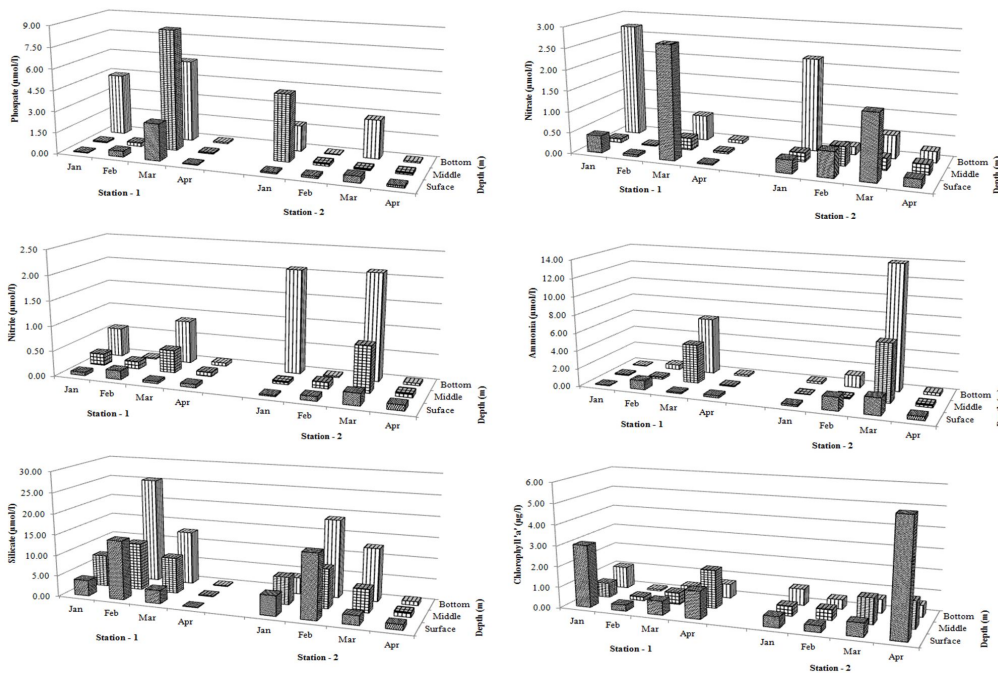 Phospate (µmol/l)
9.00
7.50
6.00
4.50
3.00
1.50
0.00
Jan
Feb
Mar
Apr
Station - 1
Jan
Feb
Mar
Apr
Station - 2
Bottom
Middle
Suface
Depth (m)
Nitrate (µmol/l)
3.00
2.50
2.00
1.50
1.00
0.50
0.00
Jan
Feb
Mar
Apr
Station - 1
Jan
Feb
Mar
Apr
Station - 2
Bottom
Middle
Suface
Depth (m)
Nitrite (µmol/l)
2.50
2.00
1.50
1.00
0.50
0.00
Jan
Feb
Mar
Apr
Station - 1
Jan
Feb
Mar
Apr
Station - 2
Bottom
Middle
Suface
Depth (m)
Ammonia (µmol/l)
14.00
12.00
10.00
8.00
6.00
4.00
2.00
0.00
Jan
Feb
Mar
Apr
Station - 1
Jan
Feb
Mar
Apr
Station - 2
Bottom
Middle
Suface
Silicate (µmol/l)
30.00
25.00
20.00
15.00
10.00
5.00
0.00
Jan
Feb
Mar
Apr
Station - 1
Jan
Feb
Mar
Apr
Station - 2
Bottom
Middle
Surface
Depth (m)
Chlorophyll 'a' (µg/l)
6.00
5.00
4.00
3.00
2.00
1.00
0.00
Jan
Feb
Mar
Apr
Station - 1
Jan
Feb
Mar
Apr
Station - 2
Bottom
Middle
Surface
Depth (m)